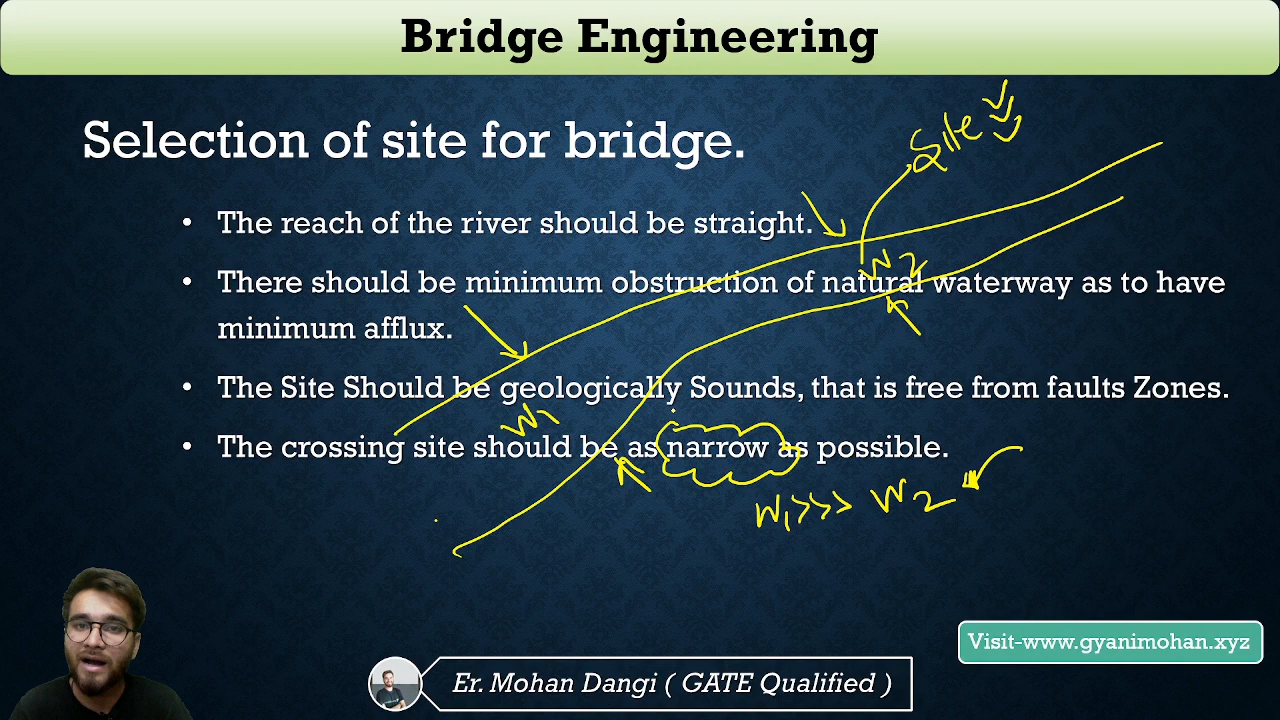 Bridge Engineering
Selection of site for bridge.
Site
• The reach of the river should be straight.
W2
• There should be minimum obstruction of natural waterway as to have
minimum afflux.
• The Site Should be geologically Sounds, that is free from faults Zones.
W1
• The crossing site should be as narrow as possible.
W1>>> W2
Visit-www.gyanimohan.xyz
Er. Mohan Dangi ( GATE Qualified )